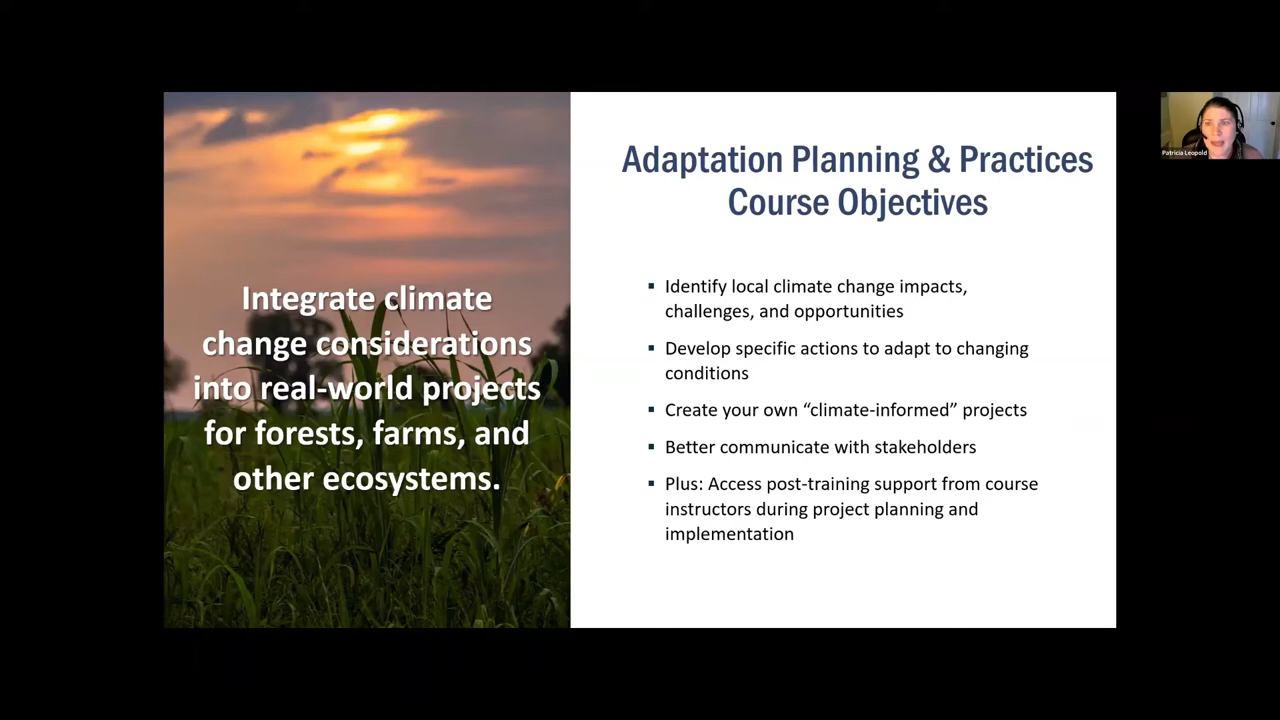 Integrate climate
change considerations
into real-world projects
for forests, farms, and
other ecosystems.
Adaptation Planning & Practices
Course Objectives
▪ Identify local climate change impacts,
challenges, and opportunities
▪ Develop specific actions to adapt to changing
conditions
▪ Create your own “climate-informed” projects
▪ Better communicate with stakeholders
▪ Plus: Access post-training support from course
instructors during project planning and
implementation
Patricia Leopold